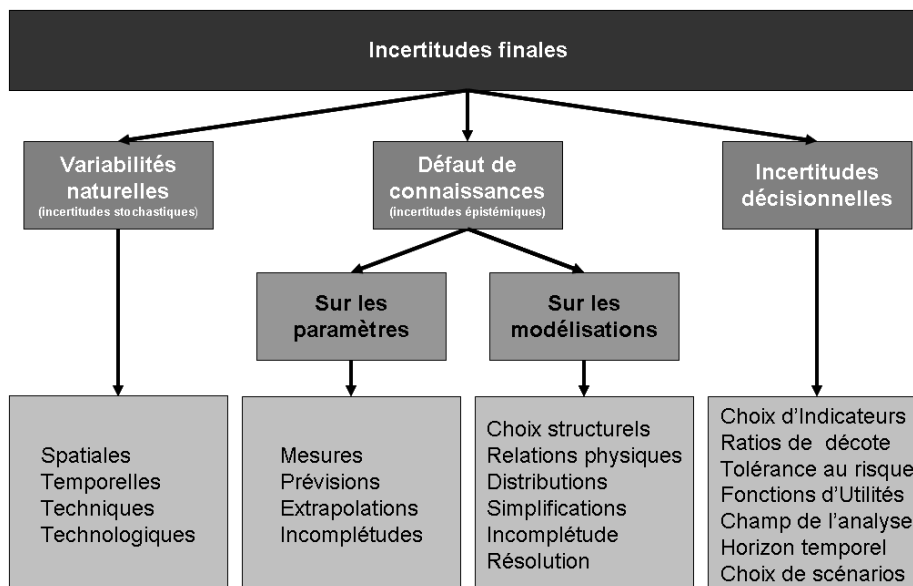 Incertitudes finales
Variabilités
naturelles
(incertitudes stochastiques)
Défaut de
connaissances
(incertitudes épistémiques)
Incertitudes
décisionnelles
Sur les
paramètres
Sur les
modélisations
Spatiales
Temporelles
Techniques
Technologiques
Mesures
Prévisions
Extrapolations
Incomplétudes
Choix structurels
Relations physiques
Distributions
Simplifications
Incomplétude
Résolution
Choix d’Indicateurs
Ratios de décote
Tolérance au risque
Fonctions d’Utilités
Champ de l’analyse
Horizon temporel
Choix de scénarios